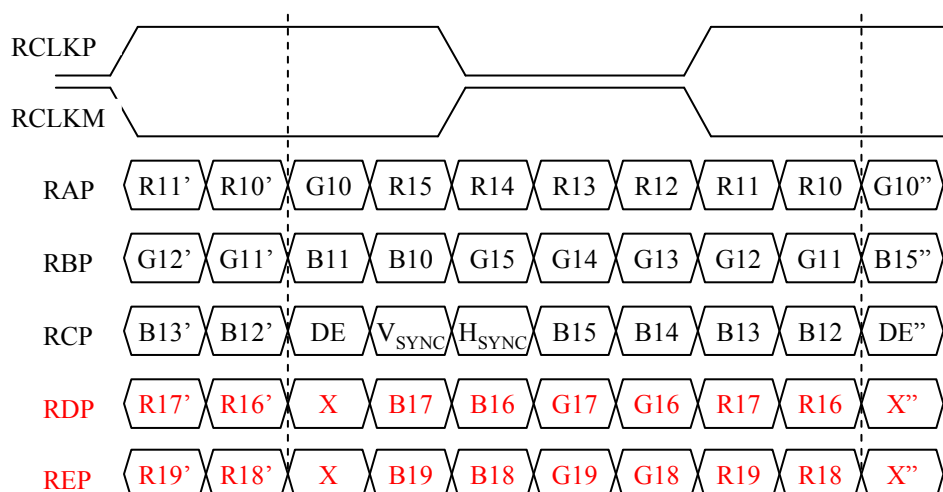 RCLKP
RCLKM
RAP R11’ R10’ G10 R15 R14 R13 R12 R11 R10 G10”
RBP G12’ G11’ B11 B10 G15 G14 G13 G12 G11 B15”
RCP B13’ B12’ DE VSYNC HSYNC B15 B14 B13 B12 DE”
RDP R17’ R16’ X B17 B16 G17 G16 R17 R16 X”
REP R19’ R18’ X B19 B18 G19 G18 R19 R18 X”